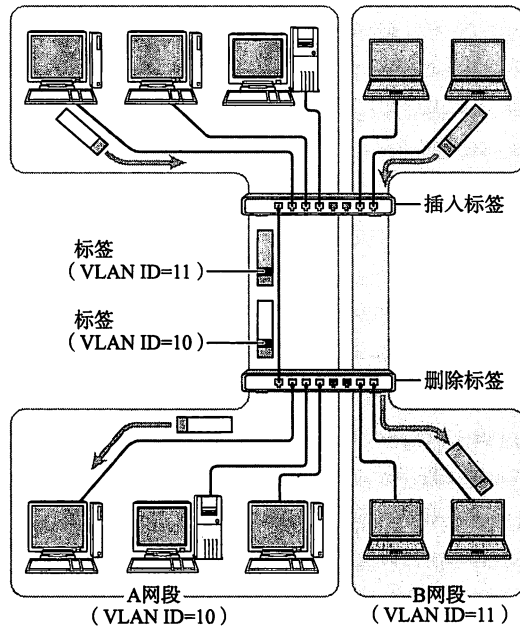 插入标签
标签
（VLAN ID=11）
标签
（VLAN ID=10）
删除标签
A网段
（VLAN ID=10）
B网段
（VLAN ID=11）